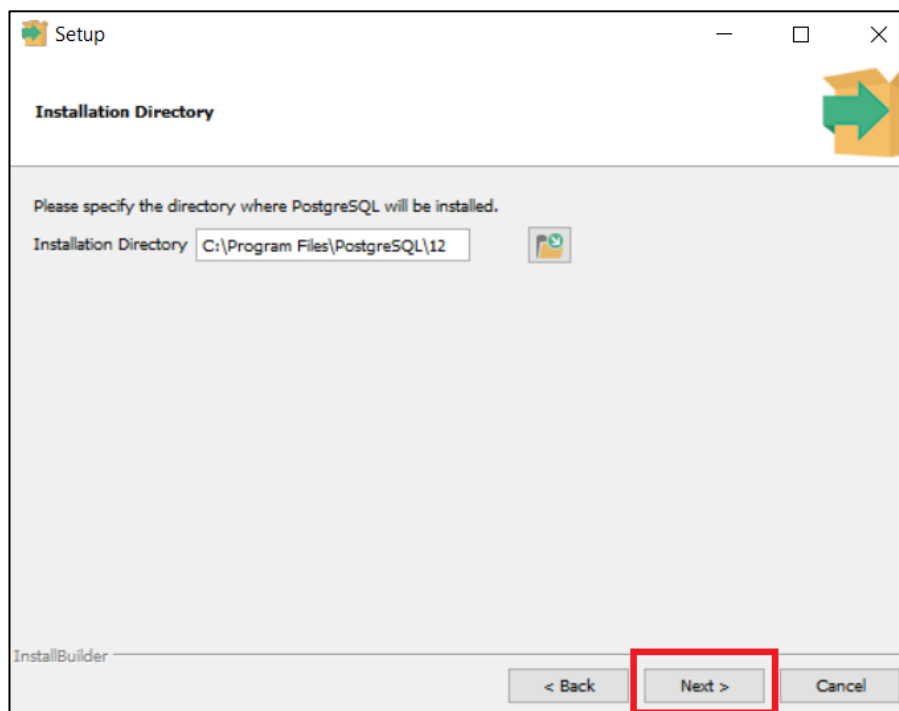 Setup
Installation Directory
Please specify the directory where PostgreSQL will be installed.
Installation Directory C:\Program Files\PostgreSQL\12
InstallBuilder
< Back Next > Cancel